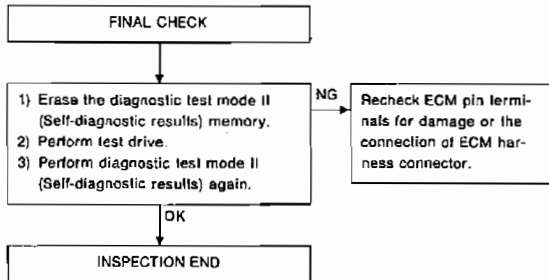 FINAL CHECK
1) Erase the diagnostic test mode II
(Self-diagnostic results) memory.
2) Perform test drive.
3) Perform diagnostic test mode II
(Self-diagnostic results) again.
NG
Recheck ECM pin termi-
nals for damage or the
connection of ECM har-
ness connector.
OK
INSPECTION END